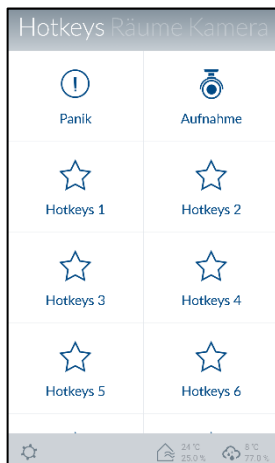 Hotkeys Räume Kamera
Panik Aufnahme
Hotkeys 1 Hotkeys 2
Hotkeys 3 Hotkeys 4
Hotkeys 5 Hotkeys 6
24 °C 8 °C
25.0 % 77.0 %